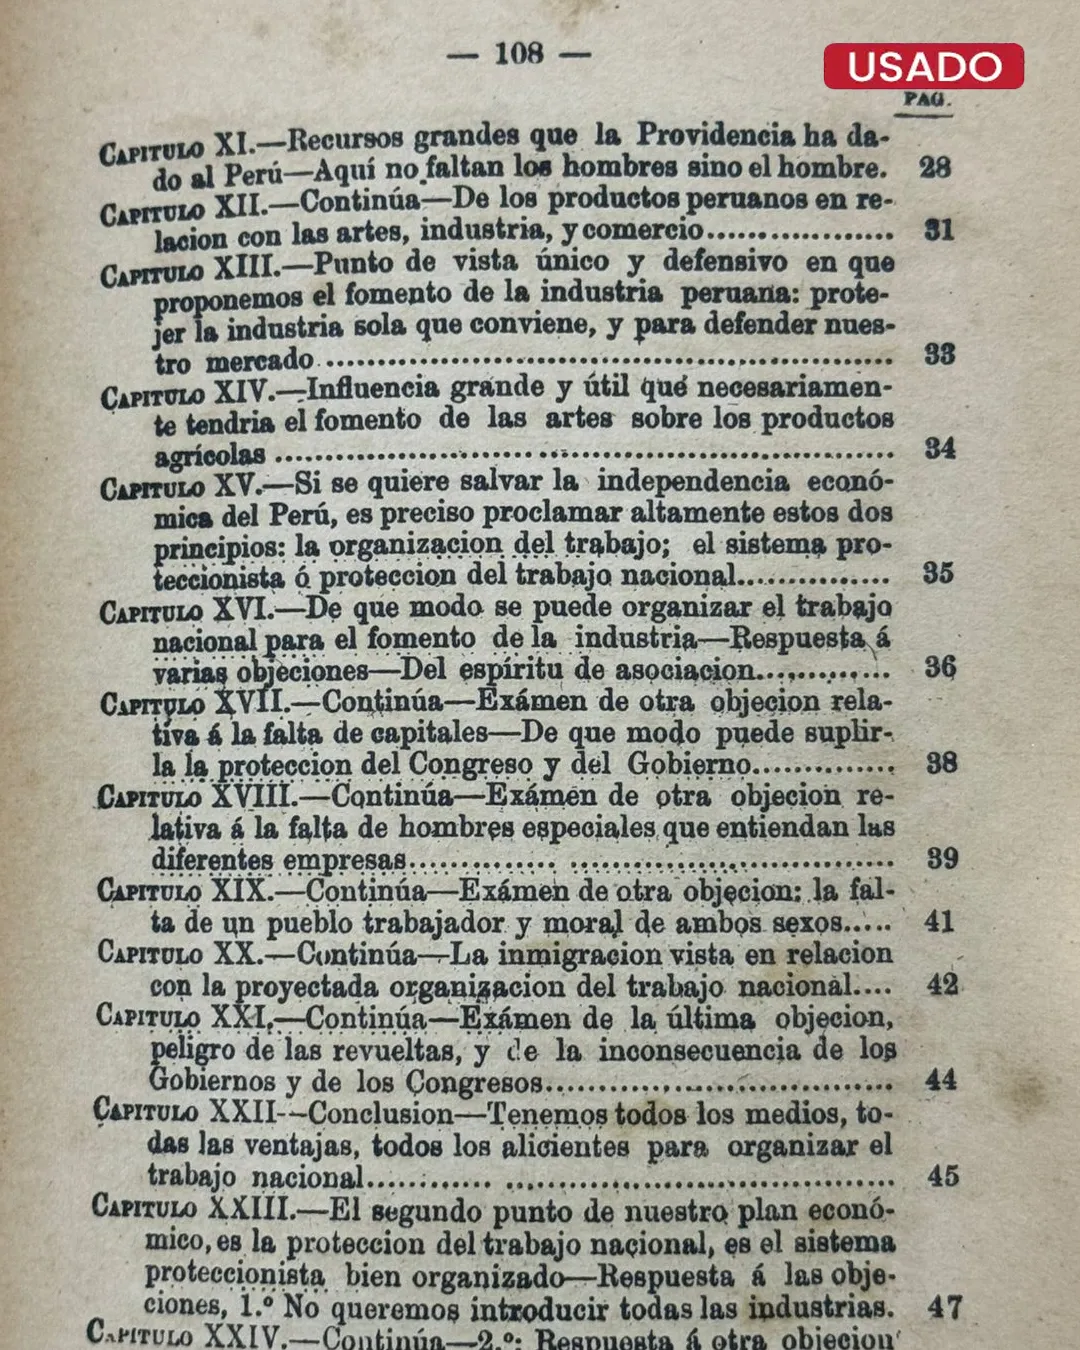 — 108 —
USADO
PAG.
CAPITULO XI.—Recursos grandes que la Providencia ha da-
do al Perú—Aquí no faltan los hombres sino el hombre. 28
CAPITULO XII.—Continúa—De los productos peruanos en re-
lacion con las artes, industria, y comercio.................. 31
CAPITULO XIII.—Punto de vista único y defensivo en que
proponemos el fomento de la industria peruana: prote-
jer la industria sola que conviene, y para defender nues-
tro mercado .......................................................... 33
CAPITULO XIV.—Influencia grande y útil que necesariamen-
te tendria el fomento de las artes sobre los productos
agrícolas .............................................................. 34
CAPITULO XV.—Si se quiere salvar la independencia econó-
mica del Perú, es preciso proclamar altamente estos dos
principios: la organizacion del trabajo; el sistema pro-
teccionista ó proteccion del trabajo nacional............... 35
CAPITULO XVI.—De que modo se puede organizar el trabajo
nacional para el fomento de la industria—Respuesta á
varias objeciones—Del espíritu de asociacion............. 36
CAPITULO XVII.—Continúa—Exámen de otra objecion rela-
tiva á la falta de capitales—De que modo puede suplir-
la la proteccion del Congreso y del Gobierno.............. 38
CAPITULO XVIII.—Continúa—Exámen de otra objecion re-
lativa á la falta de hombres especiales que entiendan las
diferentes empresas.............. ................................ 39
CAPITULO XIX.—Continúa—Exámen de otra objecion: la fal-
ta de un pueblo trabajador y moral de ambos sexos..... 41
CAPITULO XX.—Continúa—La inmigracion vista en relacion
con la proyectada organizacion del trabajo nacional.... 42
CAPITULO XXI.—Continúa—Exámen de la última objecion,
peligro de las revueltas, y de la inconsecuencia de los
Gobiernos y de los Congresos.................................. 44
CAPITULO XXII--Conclusion—Tenemos todos los medios, to-
das las ventajas, todos los alicientes para organizar el
trabajo nacional............ ...................................... 45
CAPITULO XXIII.—El segundo punto de nuestro plan econó-
mico, es la proteccion del trabajo nacional, es el sistema
proteccionista bien organizado—Respuesta á las obje-
ciones, 1.º No queremos introducir todas las industrias. 47
CAPITULO XXIV.—Continúa—2.º: Respuesta á otra objecion